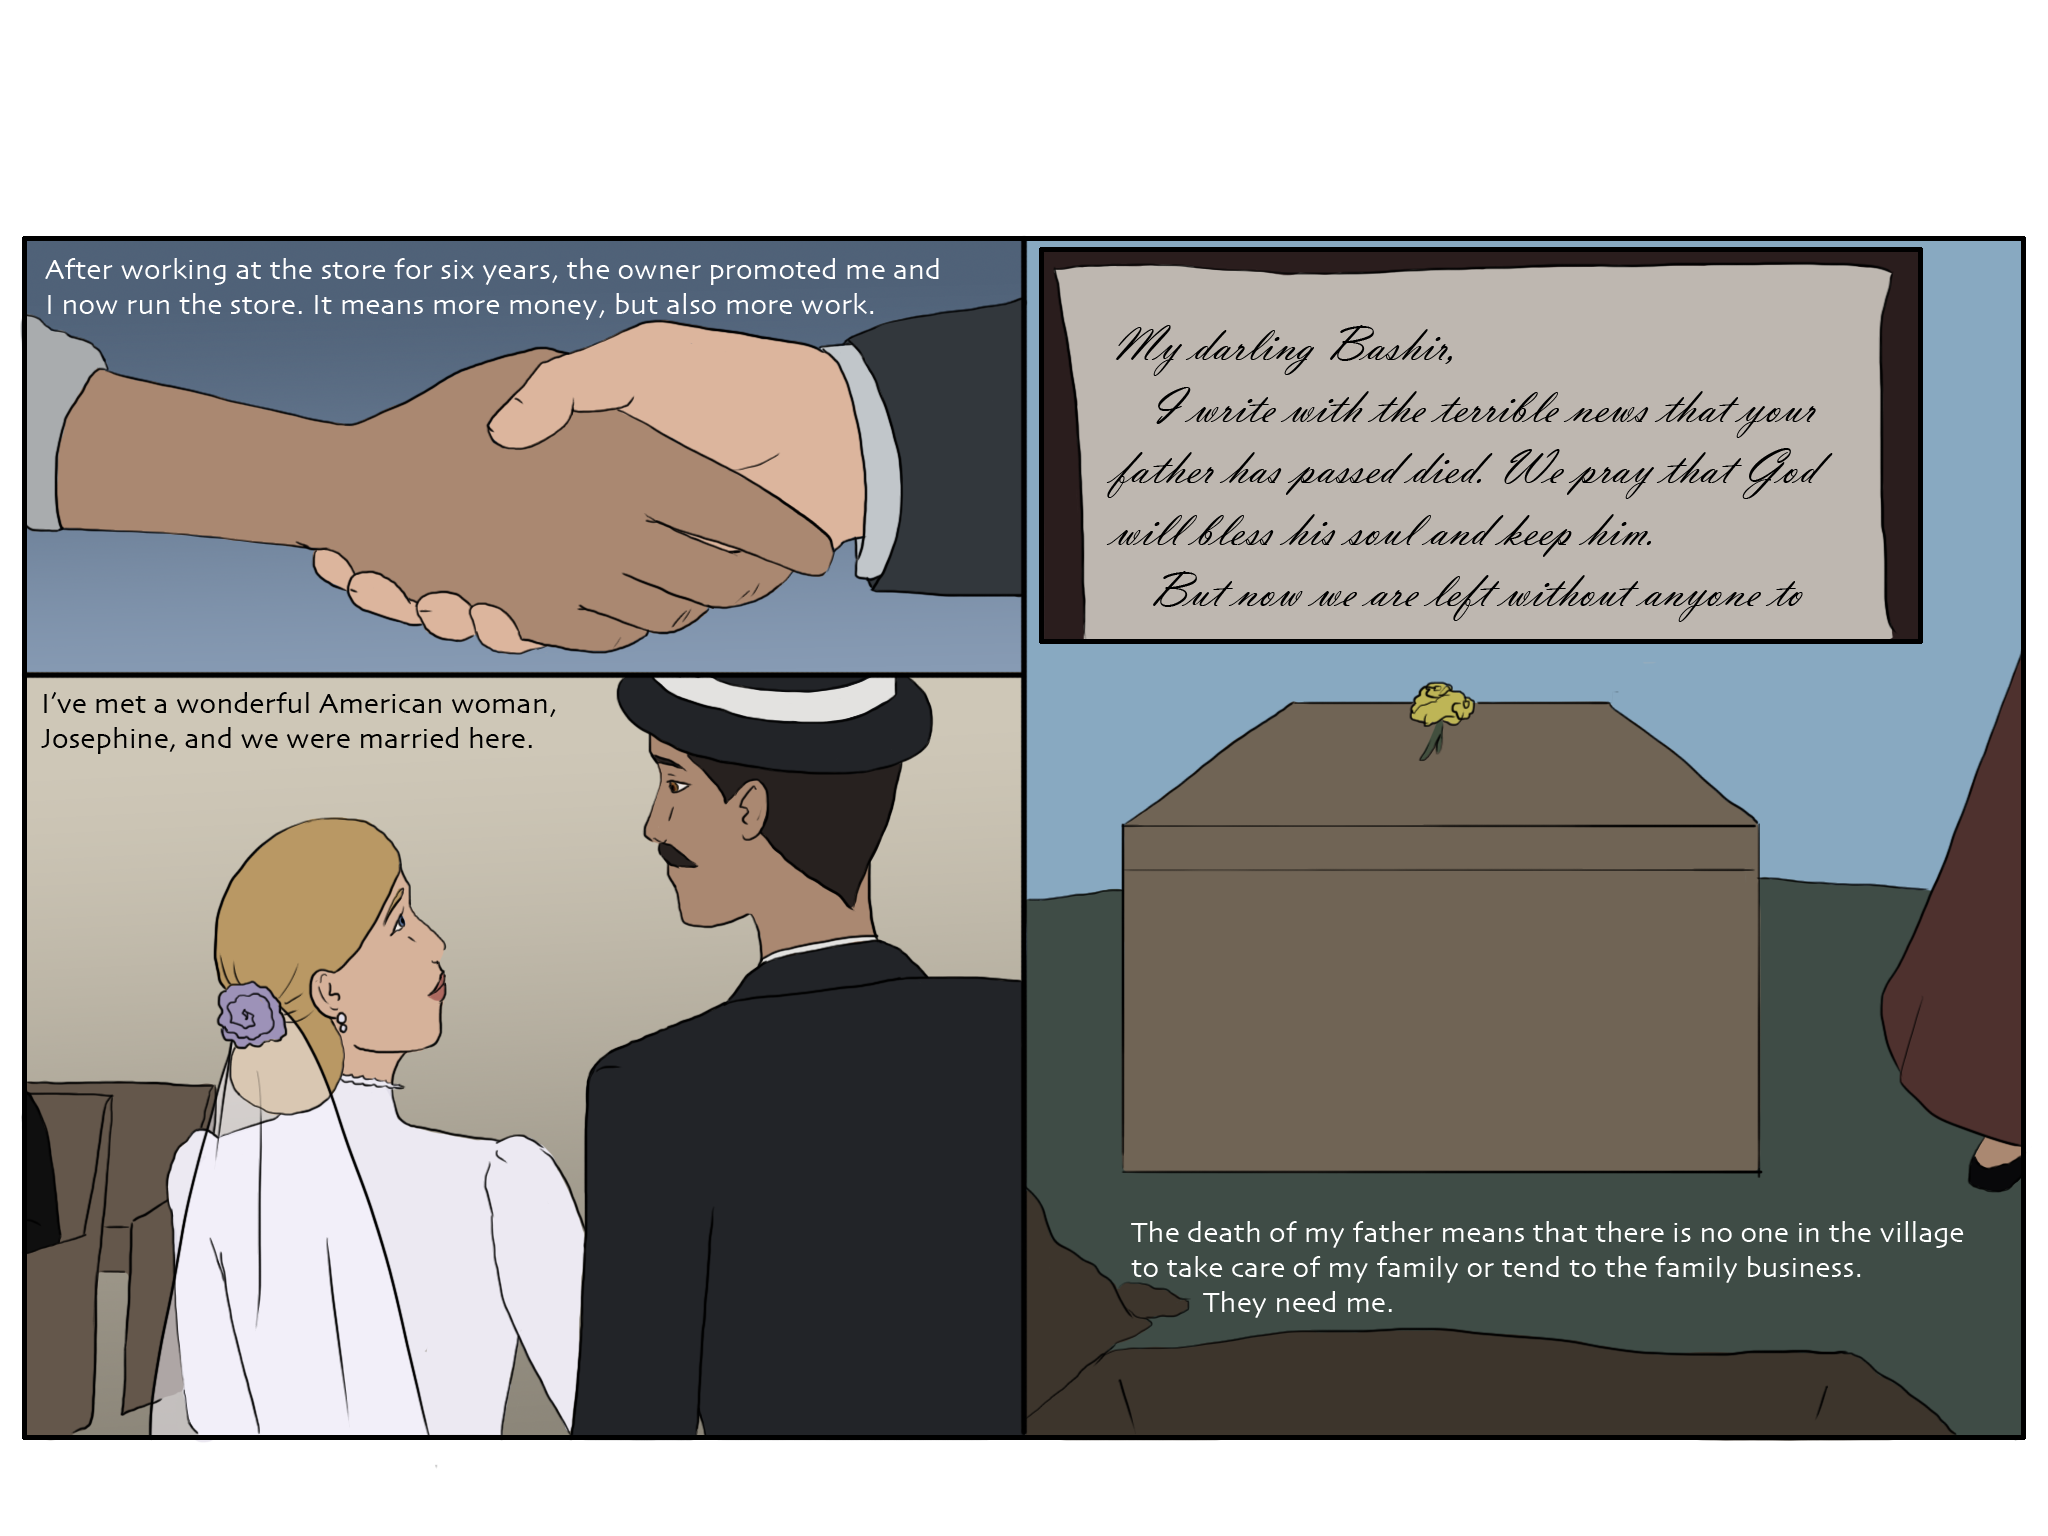 After working at the store for six years, the owner promoted me and
I now run the store. It means more money, but also more work.
I've met a wonderful American woman,
Josephine, and we were married here.
My darling Bashir,
I write with the terrible news that your
father has passed died. We pray that God
will bless his soul and keep him.
But now we are left without anyone to
The death of my father means that there is no one in the village
to take care of my family or tend to the family business.
They need me.